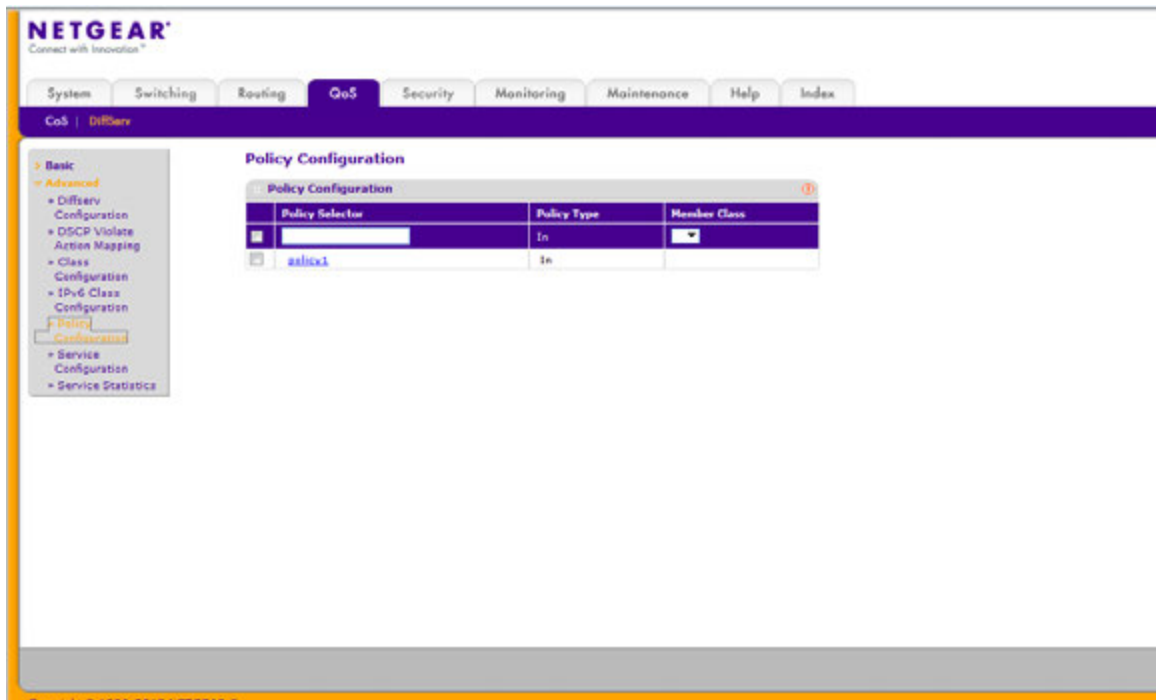 NETGEAR®
Connect with Innovation™
System Switching Routing QoS Security Monitoring Maintenance Help Index
CoS | DiffServ
Basic
Advanced
Diffserv
Configuration
DSCP Violate
Action Mapping
Class
Configuration
IPv6 Class
Configuration
Policy
Configuration
Service
Configuration
Service Statistics
Policy Configuration
Policy Configuration
Policy Selector Policy Type Member Class
In
policy1 In